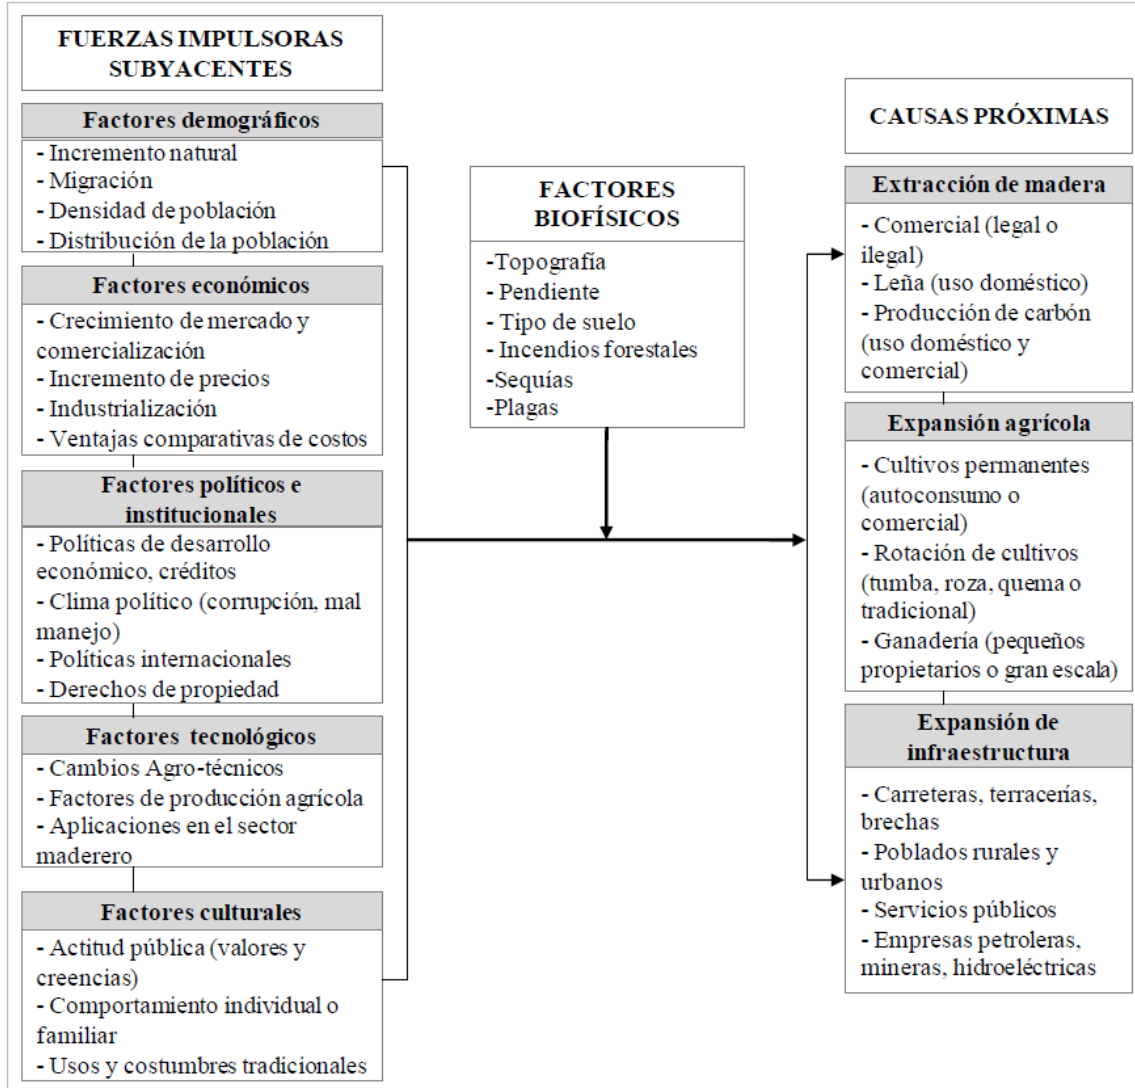 FUERZAS IMPULSORAS
SUBYACENTES
Factores demográficos
- Incremento natural
- Migración
- Densidad de población
- Distribución de la población
Factores económicos
- Crecimiento de mercado y
comercialización
- Incremento de precios
- Industrialización
- Ventajas comparativas de costos
Factores políticos e
institucionales
- Políticas de desarrollo
económico, créditos
- Clima político (corrupción, mal
manejo)
- Políticas internacionales
- Derechos de propiedad
Factores tecnológicos
- Cambios Agro-técnicos
- Factores de producción agrícola
- Aplicaciones en el sector
maderero
Factores culturales
- Actitud pública (valores y
creencias)
- Comportamiento individual o
familiar
- Usos y costumbres tradicionales
FACTORES
BIOFÍSICOS
-Topografía
- Pendiente
- Tipo de suelo
- Incendios forestales
-Sequías
-Plagas
CAUSAS PRÓXIMAS
Extracción de madera
- Comercial (legal o
ilegal)
- Leña (uso doméstico)
- Producción de carbón
(uso doméstico y
comercial)
Expansión agrícola
- Cultivos permanentes
(autoconsumo o
comercial)
- Rotación de cultivos
(tumba, roza, quema o
tradicional)
- Ganadería (pequeños
propietarios o gran escala)
Expansión de
infraestructura
- Carreteras, terracerías,
brechas
- Poblados rurales y
urbanos
- Servicios públicos
- Empresas petroleras,
mineras, hidroeléctricas